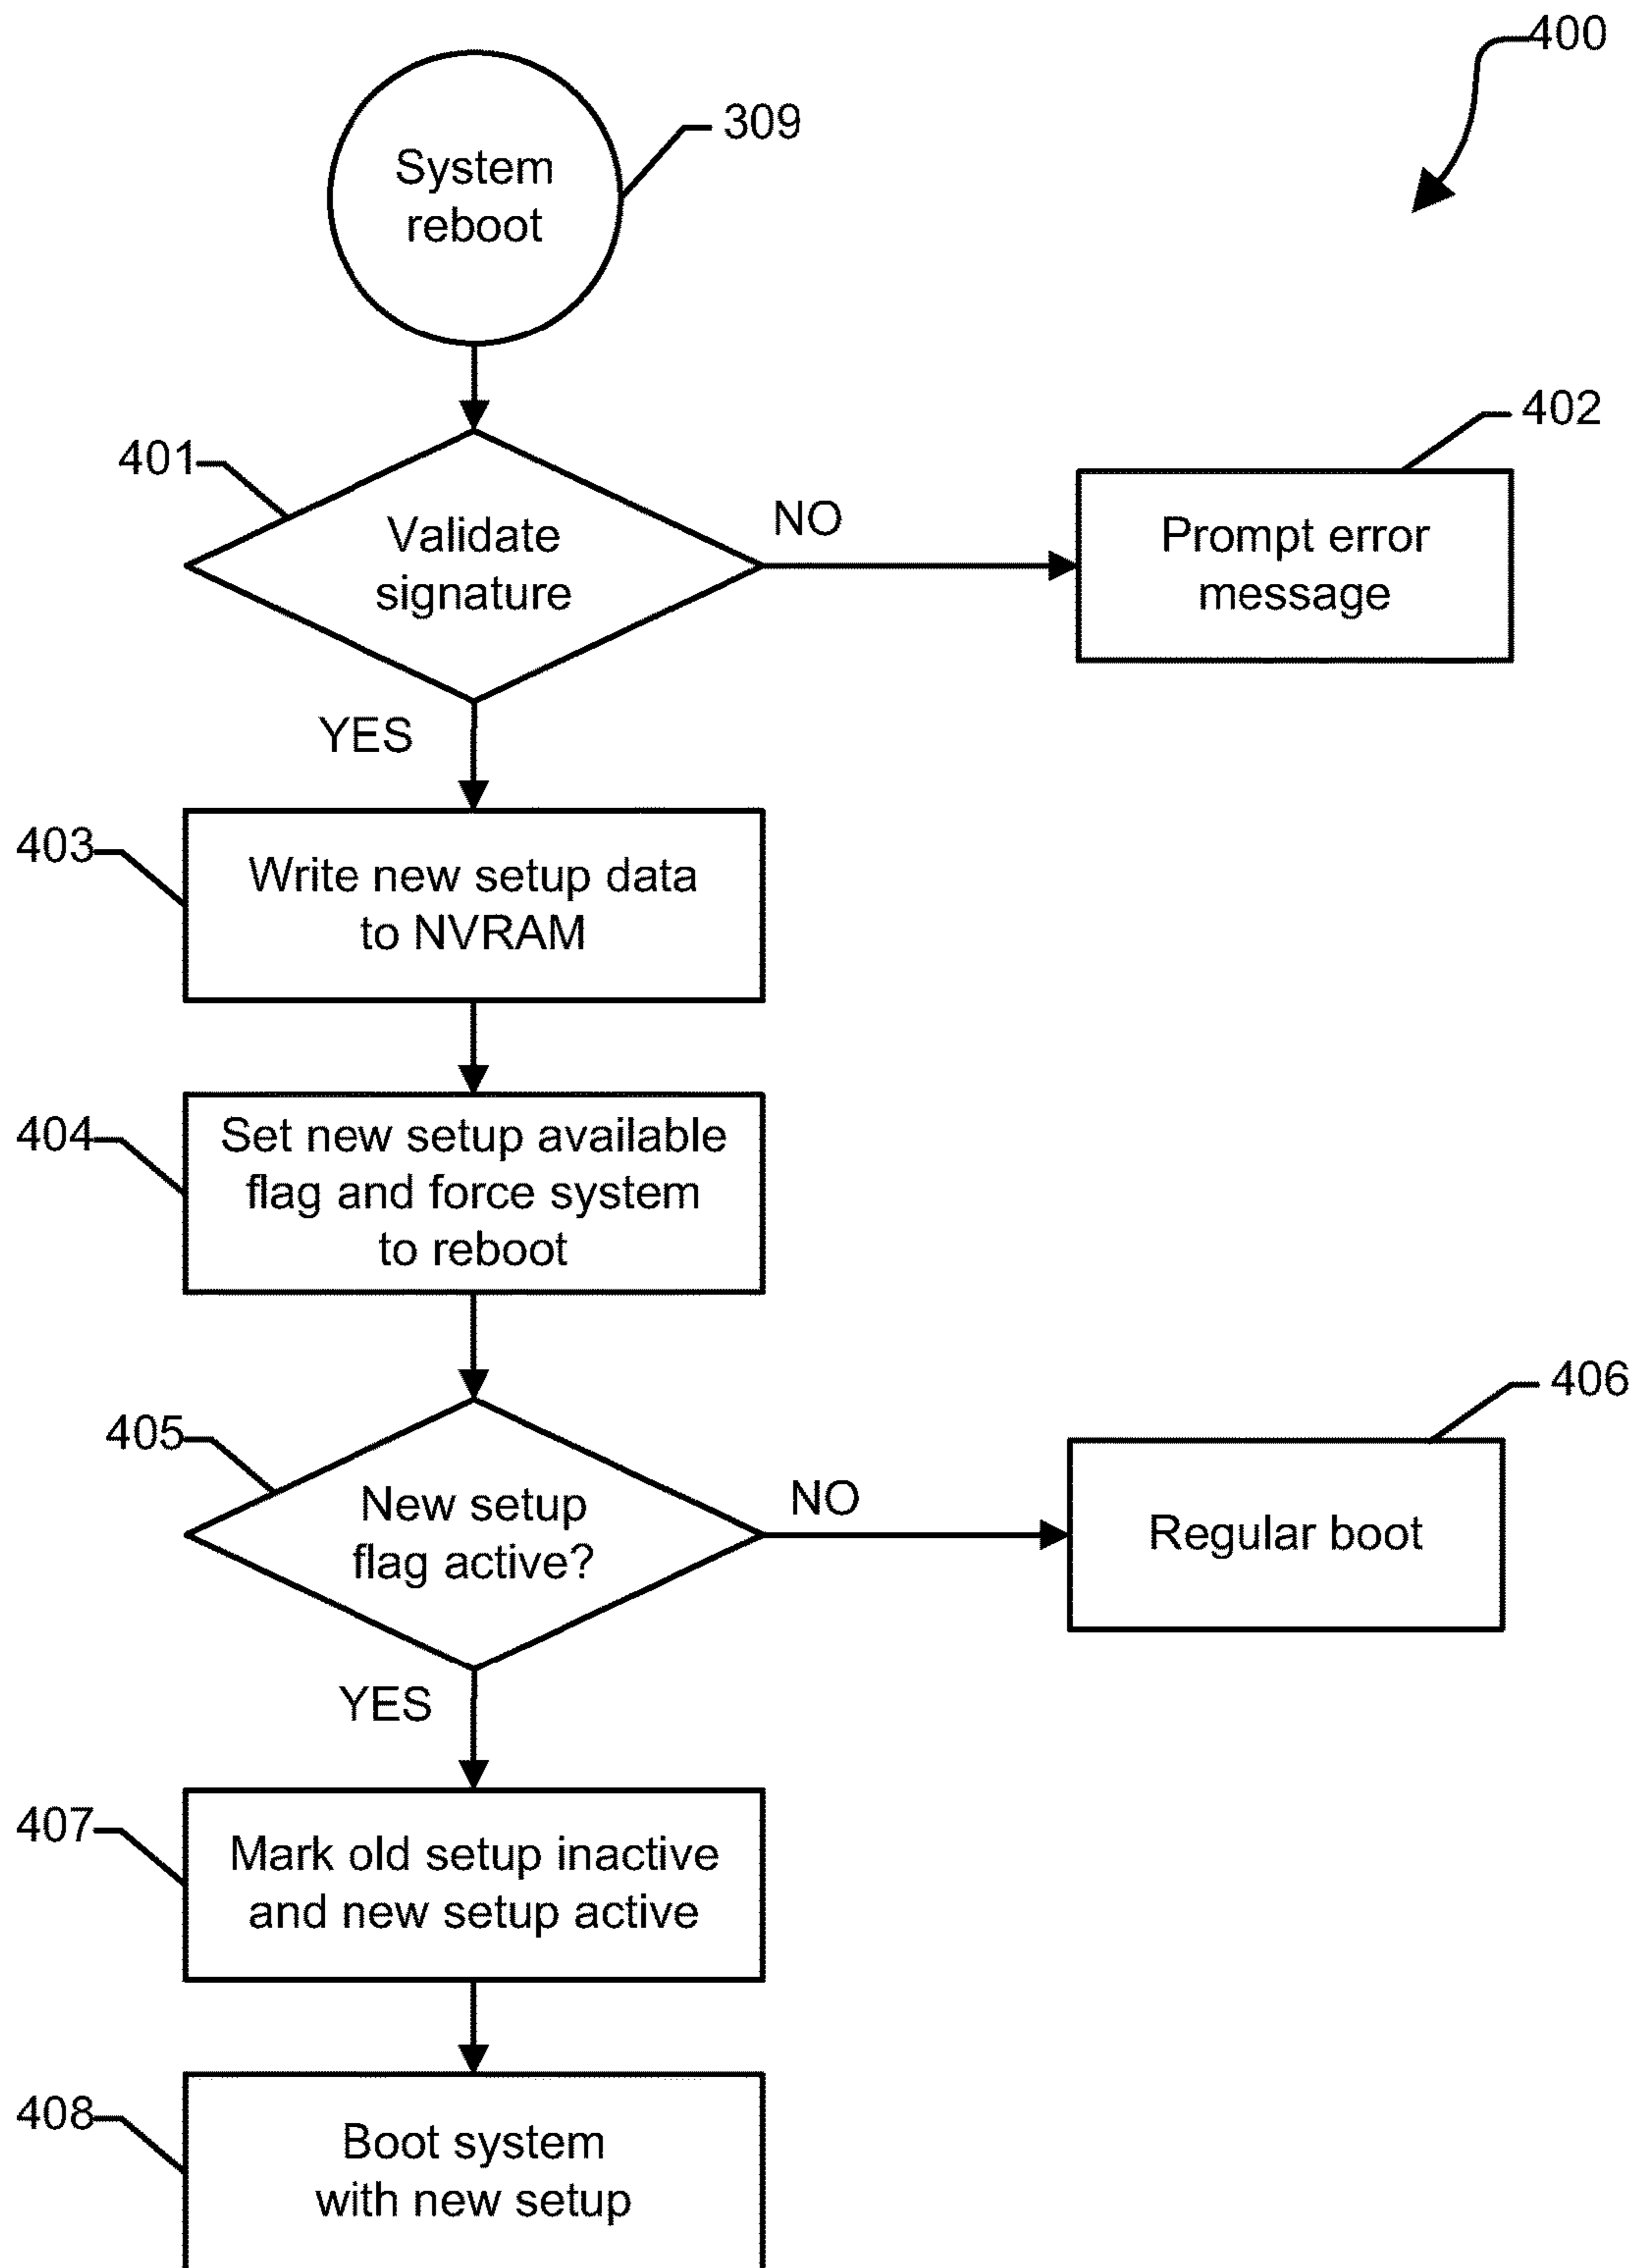 400
309
System
reboot
401
Validate
signature
NO
402
Prompt error
message
YES
403
Write new setup data
to NVRAM
404
Set new setup available
flag and force system
to reboot
405
New setup
flag active?
NO
406
Regular boot
YES
407
Mark old setup inactive
and new setup active
408
Boot system
with new setup